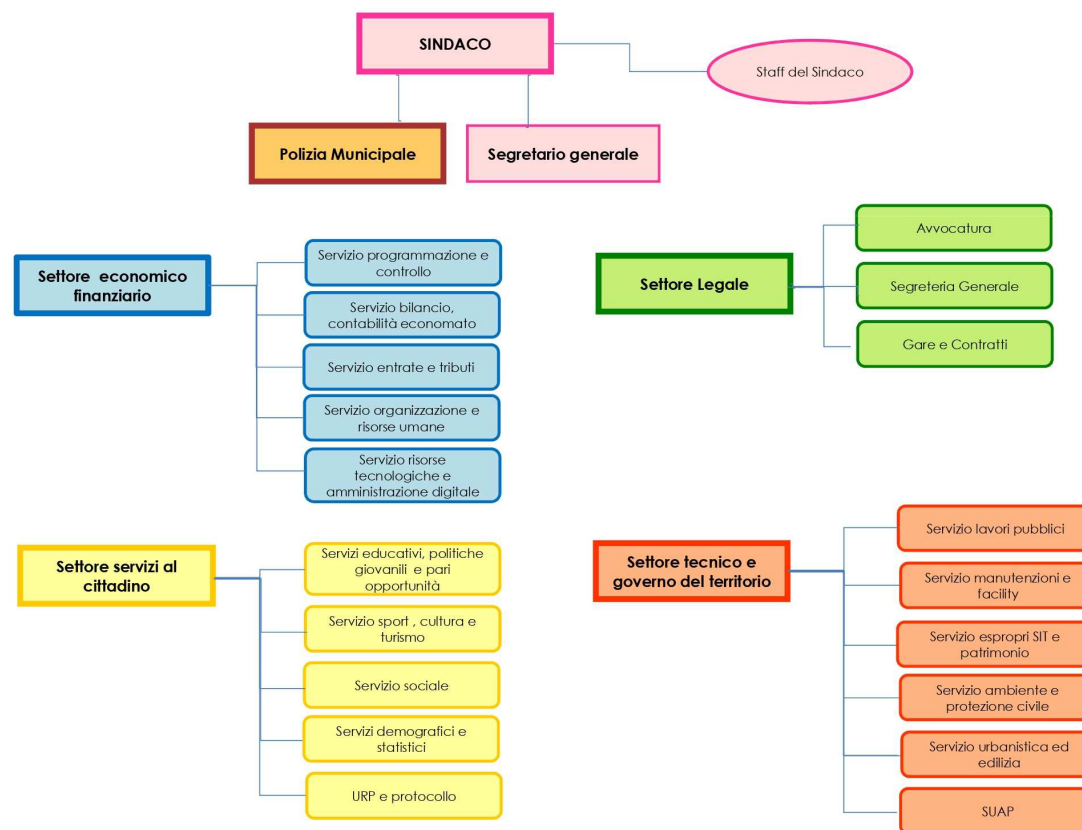 SINDACO
Staff del Sindaco
Polizia Municipale
Segretario generale
Settore economico
finanziario
Servizio programmazione e
controllo
Servizio bilancio,
contabilità economato
Servizio entrate e tributi
Servizio organizzazione e
risorse umane
Servizio risorse
tecnologiche e
amministrazione digitale
Settore Legale
Avvocatura
Segreteria Generale
Gare e Contratti
Settore servizi al
cittadino
Servizi educativi, politiche
giovanili e pari
opportunità
Servizio sport , cultura e
turismo
Servizio sociale
Servizi demografici e
statistici
URP e protocollo
Settore tecnico e
governo del territorio
Servizio lavori pubblici
Servizio manutenzioni e
facility
Servizio espropri SIT e
patrimonio
Servizio ambiente e
protezione civile
Servizio urbanistica ed
edilizia
SUAP